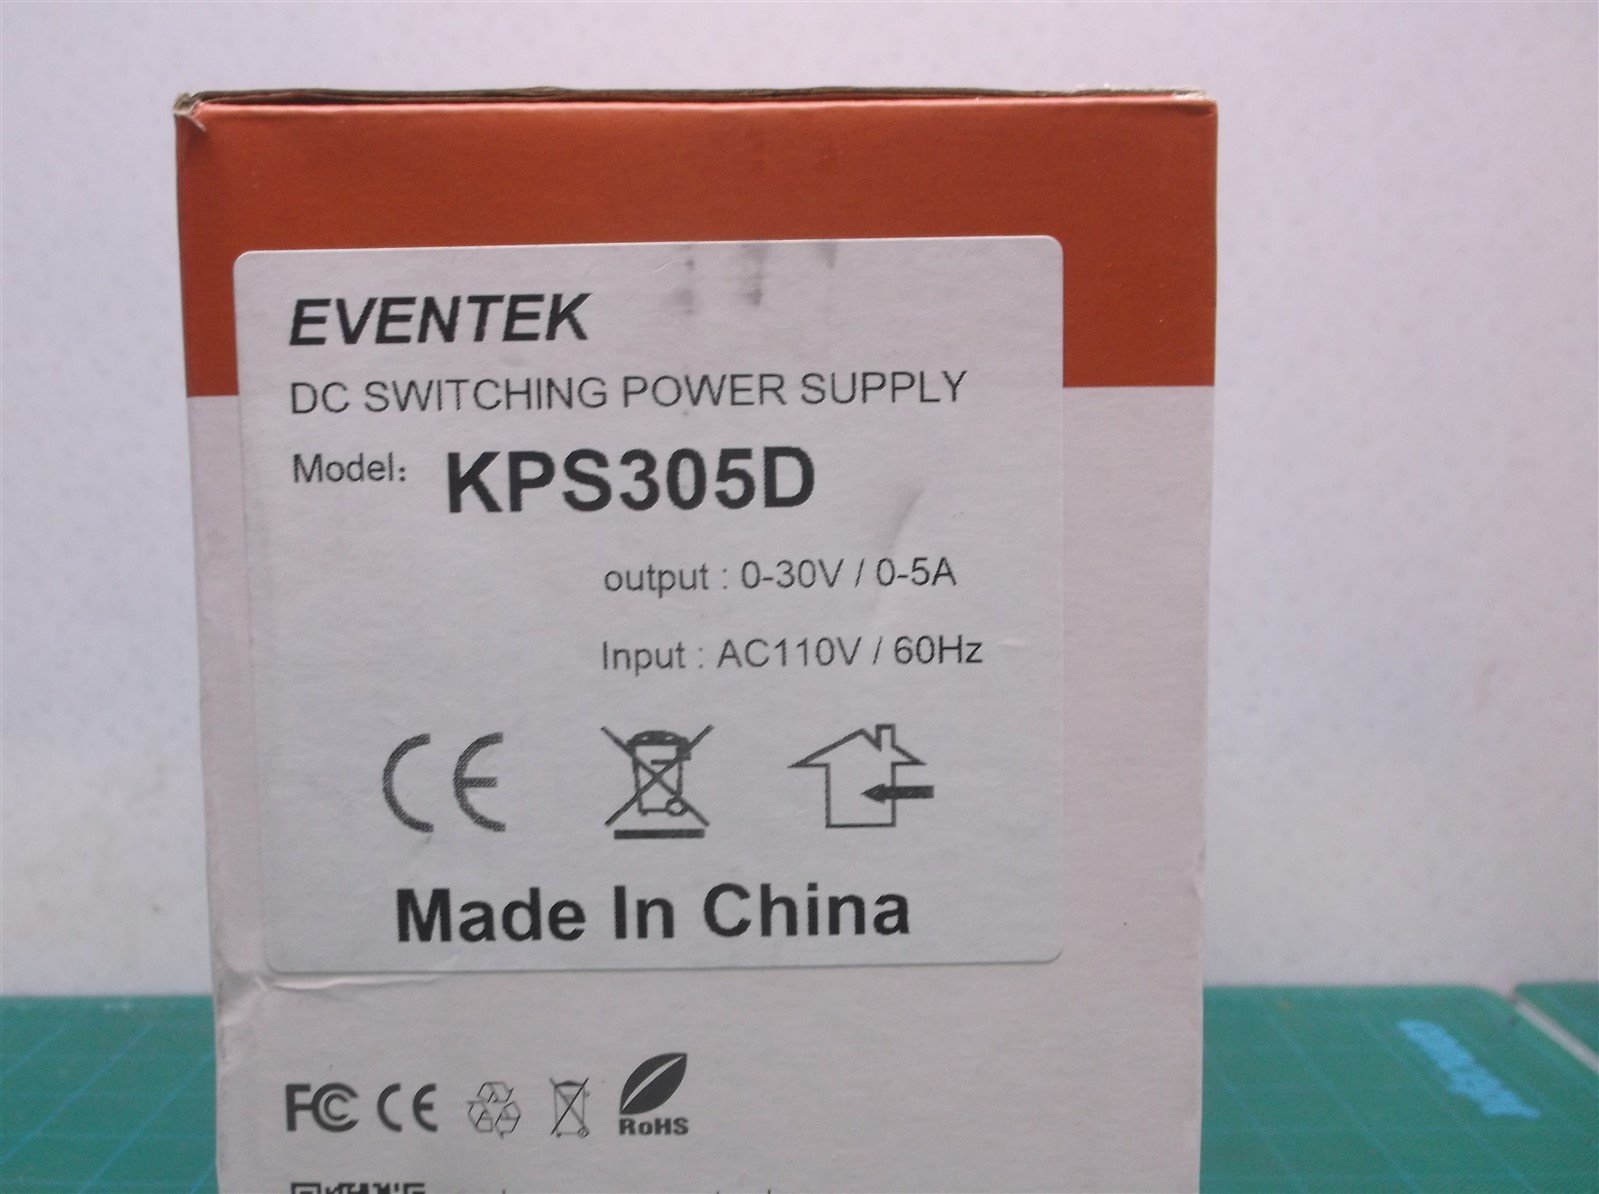 EVENTEK
DC SWITCHING POWER SUPPLY
Model: KPS305D
output : 0-30V / 0-5A
Input : AC110V / 60Hz
CE
Made In China
FC CE
RoHS